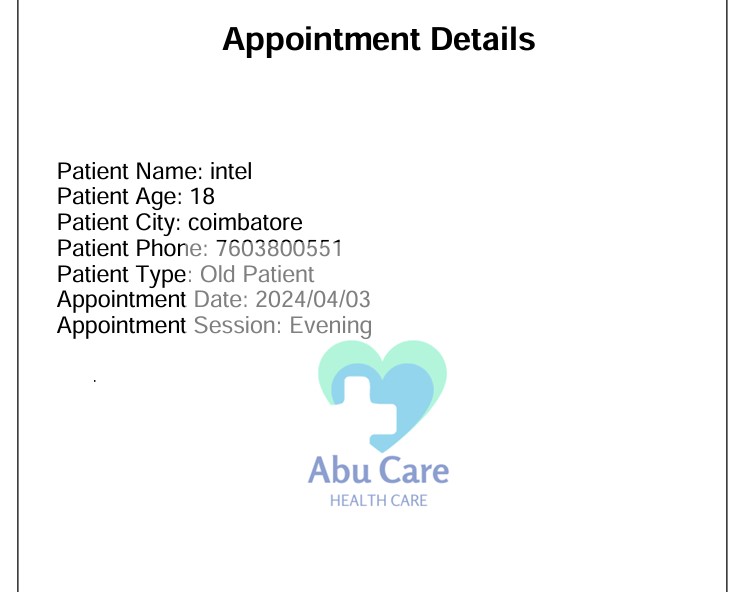 Appointment Details
Patient Name: intel
Patient Age: 18
Patient City: coimbatore
Patient Phone: 7603800551
Patient Type: Old Patient
Appointment Date: 2024/04/03
Appointment Session: Evening
.
Abu Care
HEALTH CARE